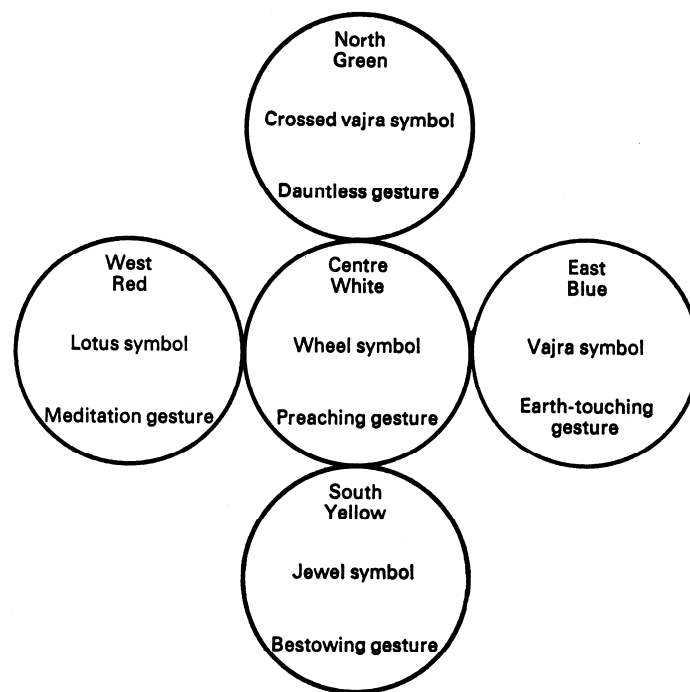 North
Green
Crossed vajra symbol
Dauntless gesture
West
Red
Lotus symbol
Meditation gesture
Centre
White
Wheel symbol
Preaching gesture
East
Blue
Vajra symbol
Earth-touching
gesture
South
Yellow
Jewel symbol
Bestowing gesture